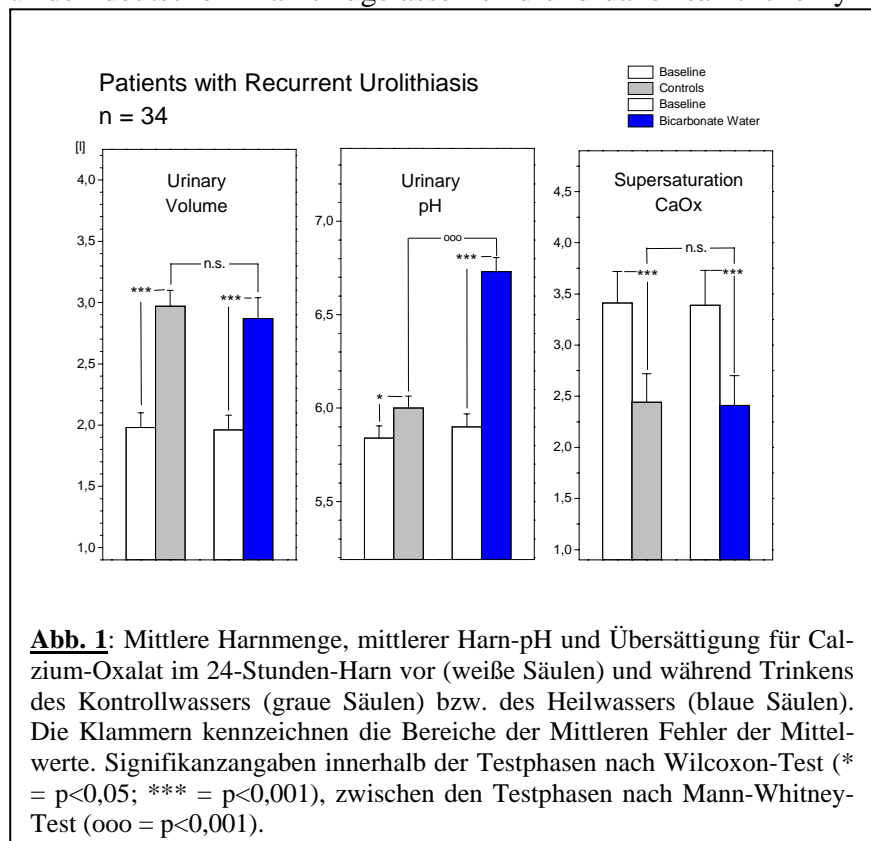 Patients with Recurrent Urolithiasis
n = 34
Baseline
Controls
Baseline
Bicarbonate Water
[l]
Urinary
Volume
4,0
3,5
3,0
2,5
2,0
1,5
1,0
***
n.s.
***
Urinary
pH
7,0
6,5
6,0
5,5
*
ooo
***
Supersaturation
CaOx
4,5
4,0
3,5
3,0
2,5
2,0
1,5
1,0
***
n.s.
***
Abb. 1: Mittlere Harnmenge, mittlerer Harn-pH und Übersättigung für Cal-
zium-Oxalat im 24-Stunden-Harn vor (weiße Säulen) und während Trinkens
des Kontrollwassers (graue Säulen) bzw. des Heilwassers (blaue Säulen).
Die Klammern kennzeichnen die Bereiche der Mittleren Fehler der Mittel-
werte. Signifikanzangaben innerhalb der Testphasen nach Wilcoxon-Test (*
= p<0,05; *** = p<0,001), zwischen den Testphasen nach Mann-Whitney-
Test (ooo = p<0,001).